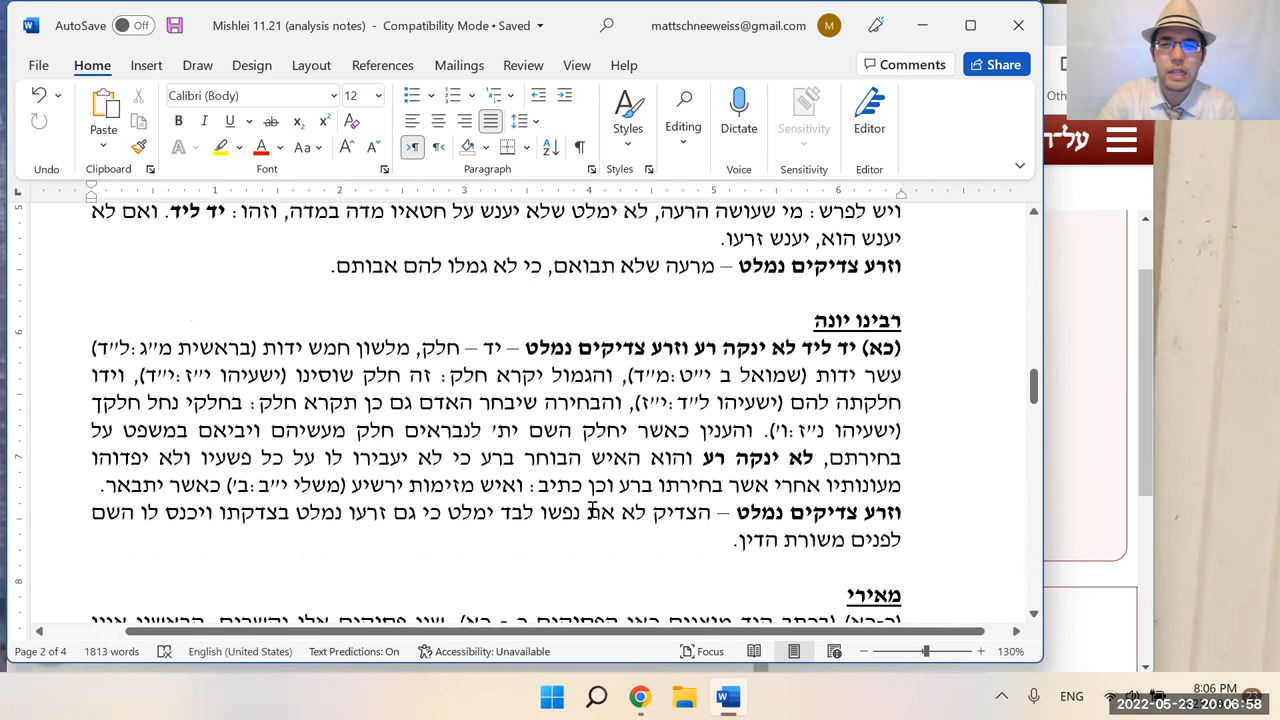 AutoSave Off Mishlei 11.21 (analysis notes) - Compatibility Mode • Saved mattschneeweiss@gmail.com M
File Home Insert Draw Design Layout References Mailings Review View Help Comments Share
Calibri (Body) 12
Paste Styles Editing Dictate Sensitivity Editor
Undo Clipboard Font Paragraph Styles Voice Sensitivity Editor
Oth
על־ה
1 2 3 4 5 6
ויש לפרש: מי שעושה הרעה, לא ימלט שלא יענש על חטאיו מדה במדה, וזהו: יד ליד. ואם לא
יענש הוא, יענש זרעו.
וזרע צדיקים נמלט – מרעה שלא תבואם, כי לא גמלו להם אבותם.
רבינו יונה
(כא) יד ליד לא ינקה רע וזרע צדיקים נמלט – יד – חלק, מלשון חמש ידות (בראשית מ״ג:ל״ד)
עשר ידות (שמואל ב י״ט:מ״ד), והגמול יקרא חלק: זה חלק שוסינו (ישעיהו י״ז:י״ד), וידו
חלקתה להם (ישעיהו ל״ד:י״ז), והבחירה שיבחר האדם גם כן תקרא חלק: בחלקי נחל חלקך
(ישעיהו נ״ז:ו׳). והענין כאשר יחלק השם ית׳ לנבראים חלק מעשיהם ויביאם במשפט על
בחירתם, לא ינקה רע והוא האיש הבוחר ברע כי לא יעבירו לו על כל פשעיו ולא יפדוהו
מעונותיו אחרי אשר בחירתו ברע וכן כתיב: ואיש מזימות ירשיע (משלי י״ב:ב׳) כאשר יתבאר.
וזרע צדיקים נמלט – הצדיק לא את נפשו לבד ימלט כי גם זרעו נמלט בצדקתו ויכנס לו השם
לפנים משורת הדין.
מאירי
Page 2 of 4 1813 words English (United States) Text Predictions: On Accessibility: Unavailable Focus 130%
ENG 8:06 PM
2022-05-23 20:06:58